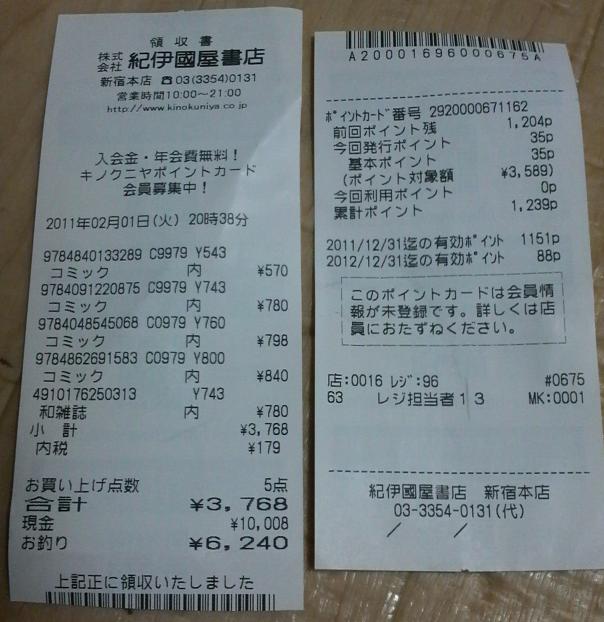 領収書
株式会社 紀伊國屋書店
新宿本店 ☎03(3354)0131
営業時間10:00～21:00
http://www.kinokuniya.co.jp
入会金・年会費無料！
キノクニヤポイントカード
会員募集中！
2011年02月01日(火) 20時38分
9784840133289 C9979 Y543
コミック 内 ¥570
9784091220875 C9979 Y743
コミック 内 ¥780
9784048545068 C0979 Y760
コミック 内 ¥798
9784862691583 C0979 Y800
コミック 内 ¥840
4910176250313 Y743
和雑誌 内 ¥780
小 計 ¥3,768
内税 ¥179
お買い上げ点数 5点
合計 ¥3,768
現金 ¥10,008
お釣り ¥6,240
上記正に領収いたしました
A20001696000675A
ﾎﾟｲﾝﾄｶｰﾄﾞ番号 2920000671162
前回ポイント残 1,204p
今回発行ポイント 35p
基本ポイント 35p
(ポイント対象額 ¥3,589)
今回利用ポイント 0p
累計ポイント 1,239p
2011/12/31迄の有効ﾎﾟｲﾝﾄ 1151p
2012/12/31迄の有効ﾎﾟｲﾝﾄ 88p
このポイントカードは会員情
報が未登録です。詳しくは店
員におたずねください。
店:0016 ﾚｼﾞ:96 #0675
63 レジ担当者１３ MK:0001
紀伊國屋書店 新宿本店
03-3354-0131(代)
/ /